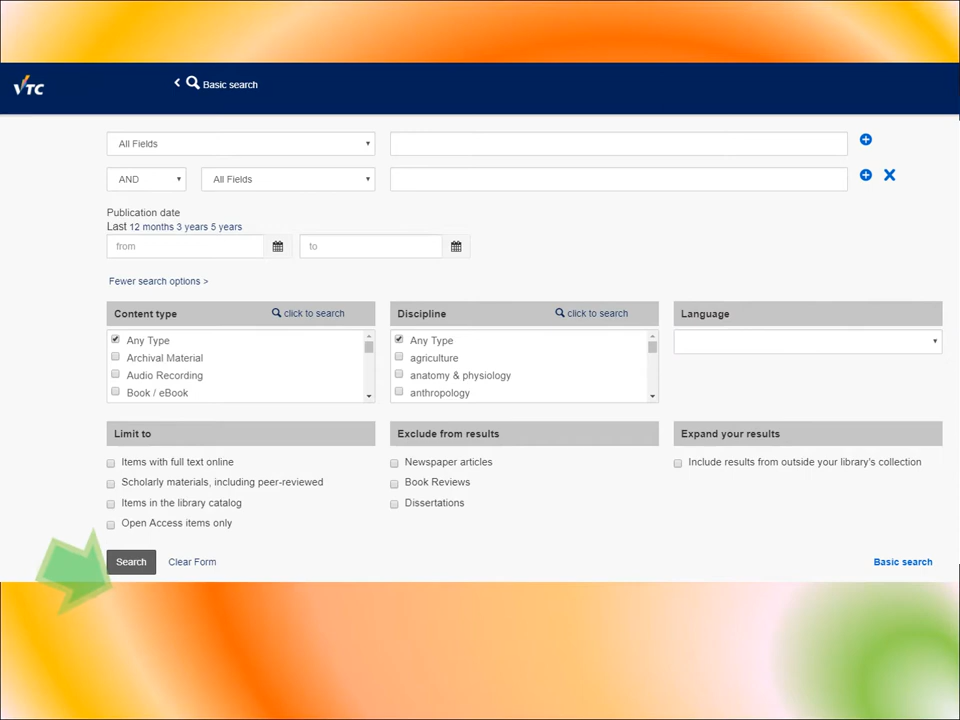 VTC
Basic search
All Fields
AND All Fields
Publication date
Last 12 months 3 years 5 years
from to
Fewer search options >
Content type click to search Discipline click to search Language
Any Type Any Type
Archival Material agriculture
Audio Recording anatomy & physiology
Book / eBook anthropology
Limit to Exclude from results Expand your results
Items with full text online Newspaper articles Include results from outside your library's collection
Scholarly materials, including peer-reviewed Book Reviews
Items in the library catalog Dissertations
Open Access items only
Search Clear Form Basic search